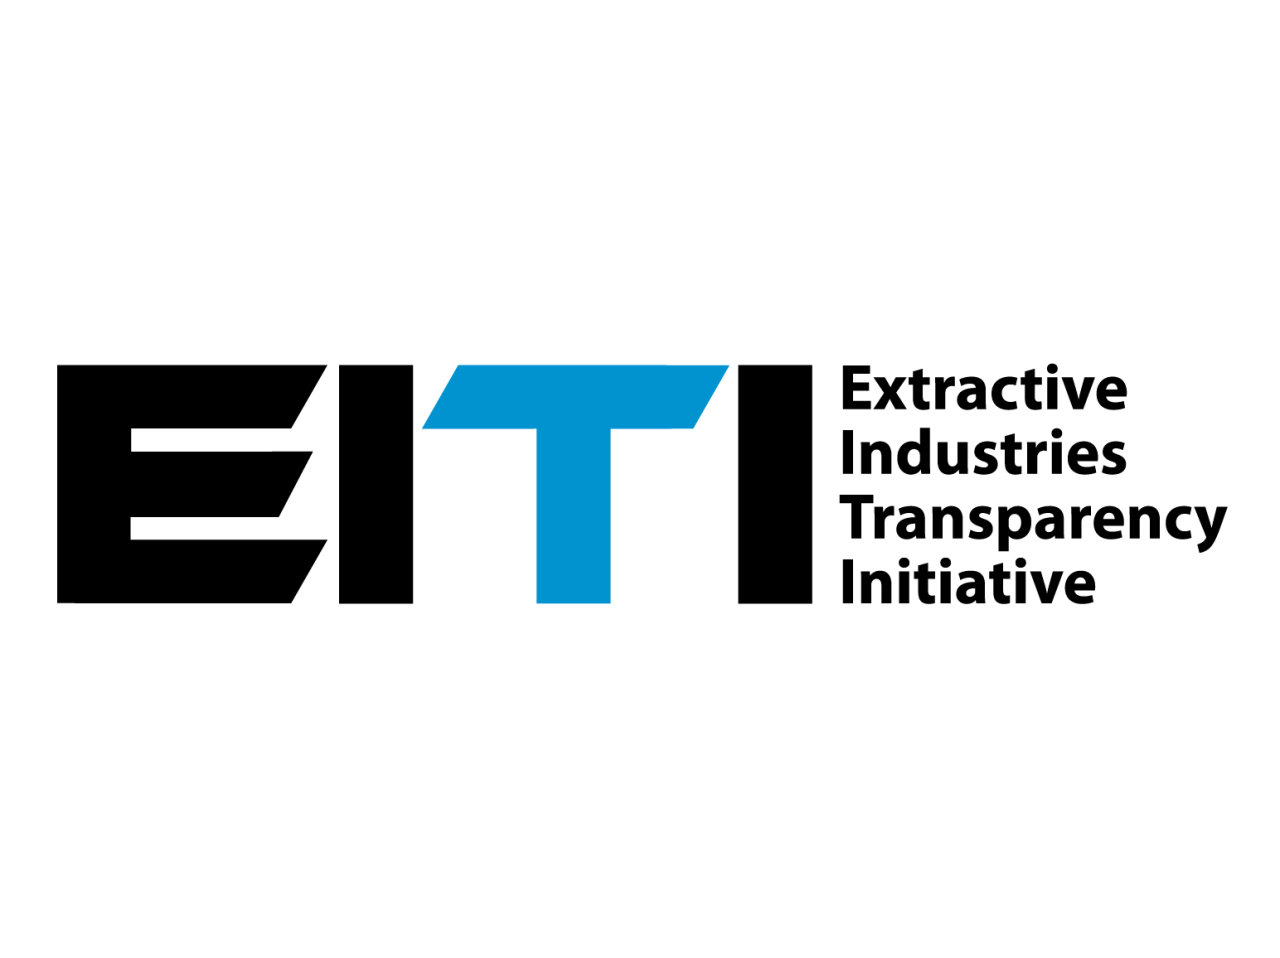 EITI
Extractive
Industries
Transparency
Initiative